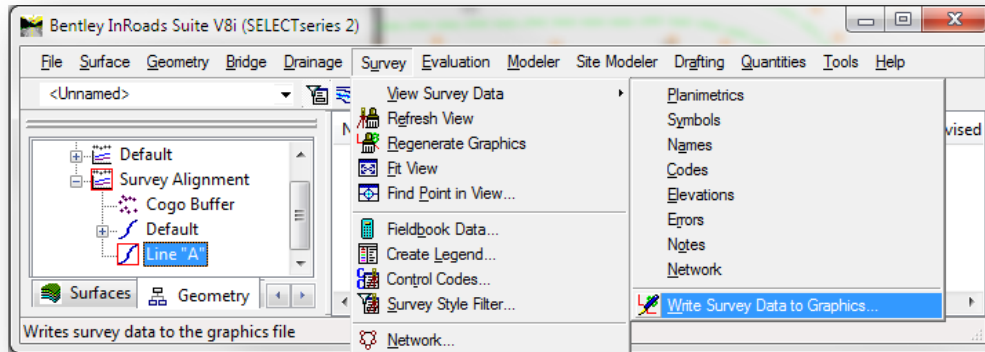 Bentley InRoads Suite V8i (SELECTseries 2)
File Surface Geometry Bridge Drainage Survey Evaluation Modeler Site Modeler Drafting Quantities Tools Help
<Unnamed>
Default
Survey Alignment
Cogo Buffer
Default
Line "A"
Surfaces Geometry
Writes survey data to the graphics file
View Survey Data
Refresh View
Regenerate Graphics
Fit View
Find Point in View...
Fieldbook Data...
Create Legend...
Control Codes...
Survey Style Filter...
Network...
Planimetrics
Symbols
Names
Codes
Elevations
Errors
Notes
Network
Write Survey Data to Graphics...